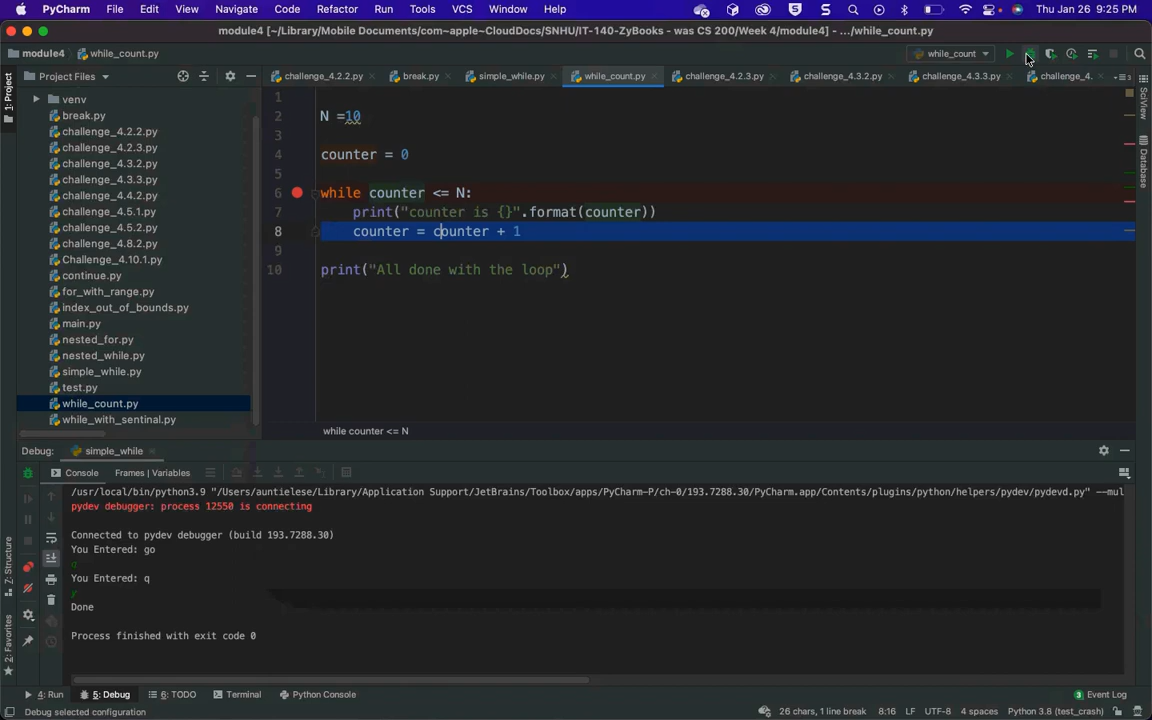 PyCharm File Edit View Navigate Code Refactor Run Tools VCS Window Help Thu Jan 26 9:25 PM
module4 [~/Library/Mobile Documents/com~apple~CloudDocs/SNHU/IT-140-ZyBooks - was CS 200/Week 4/module4] - .../while_count.py
module4 while_count.py while_count
Project Files challenge_4.2.2.py break.py simple_while.py while_count.py challenge_4.2.3.py challenge_4.3.2.py challenge_4.3.3.py challenge_4.
1: Project
SciView
Database
venv
break.py
challenge_4.2.2.py
challenge_4.2.3.py
challenge_4.3.2.py
challenge_4.3.3.py
challenge_4.4.2.py
challenge_4.5.1.py
challenge_4.5.2.py
challenge_4.8.2.py
Challenge_4.10.1.py
continue.py
for_with_range.py
index_out_of_bounds.py
main.py
nested_for.py
nested_while.py
simple_while.py
test.py
while_count.py
while_with_sentinal.py
1
2 N =10
3
4 counter = 0
5
6 while counter <= N:
7 print("counter is {}".format(counter))
8 counter = counter + 1
9
10 print("All done with the loop")
while counter <= N
Debug: simple_while
Console Frames | Variables
/usr/local/bin/python3.9 "/Users/auntielese/Library/Application Support/JetBrains/Toolbox/apps/PyCharm-P/ch-0/193.7288.30/PyCharm.app/Contents/plugins/python/helpers/pydev/pydevd.py" --mul
pydev debugger: process 12550 is connecting
Connected to pydev debugger (build 193.7288.30)
You Entered: go
q
You Entered: q
y
Done
Process finished with exit code 0
Z: Structure
2: Favorites
4: Run 5: Debug 6: TODO Terminal Python Console 3 Event Log
Debug selected configuration 26 chars, 1 line break 8:16 LF UTF-8 4 spaces Python 3.8 (test_crash)